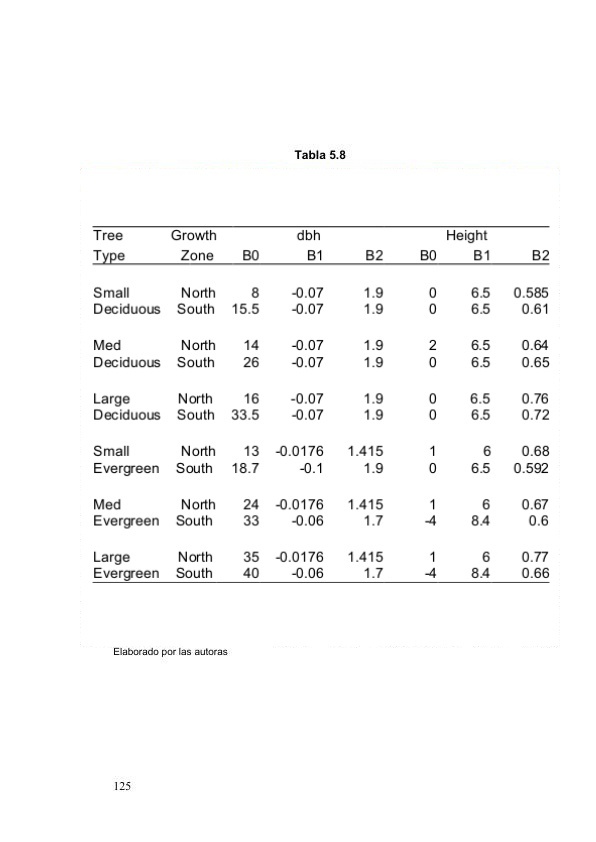 Tabla 5.8
Tree Growth dbh Height
Type Zone B0 B1 B2 B0 B1 B2
Small North 8 -0.07 1.9 0 6.5 0.585
Deciduous South 15.5 -0.07 1.9 0 6.5 0.61
Med North 14 -0.07 1.9 2 6.5 0.64
Deciduous South 26 -0.07 1.9 0 6.5 0.65
Large North 16 -0.07 1.9 0 6.5 0.76
Deciduous South 33.5 -0.07 1.9 0 6.5 0.72
Small North 13 -0.0176 1.415 1 6 0.68
Evergreen South 18.7 -0.1 1.9 0 6.5 0.592
Med North 24 -0.0176 1.415 1 6 0.67
Evergreen South 33 -0.06 1.7 -4 8.4 0.6
Large North 35 -0.0176 1.415 1 6 0.77
Evergreen South 40 -0.06 1.7 -4 8.4 0.66
Elaborado por las autoras
125